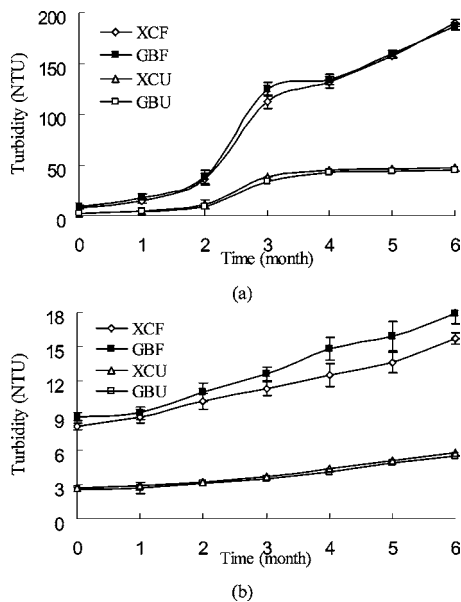 200
150
100
50
0
Turbidity (NTU)
XCF
GBF
XCU
GBU
0 1 2 3 4 5 6
Time (month)
(a)
18
15
12
9
6
3
0
Turbidity (NTU)
XCF
GBF
XCU
GBU
0 1 2 3 4 5 6
Time (month)
(b)